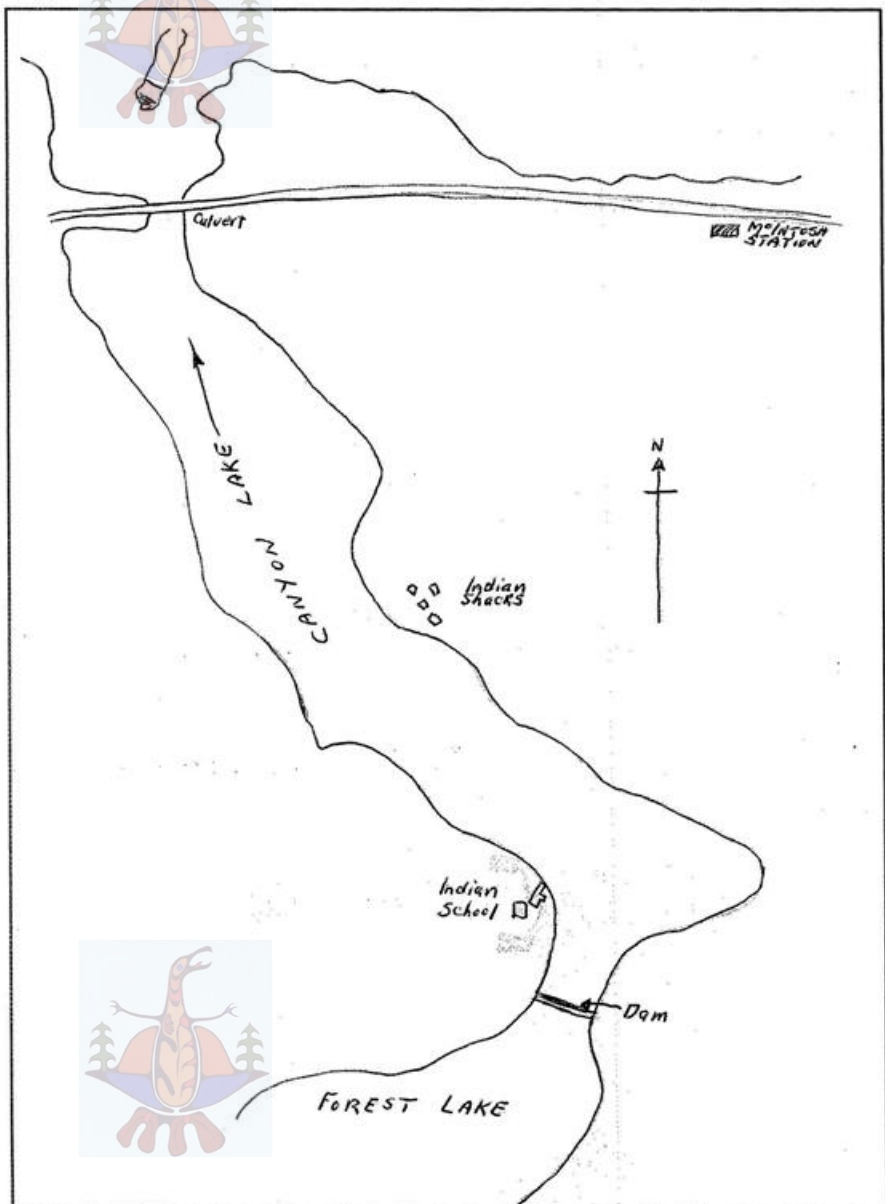 Culvert
McINTOSH
STATION
N
CANYON LAKE
Indian
Shacks
Indian
School
Dam
FOREST LAKE